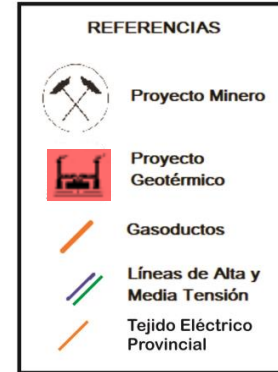 REFERENCIAS
Proyecto Minero
Proyecto
Geotérmico
Gasoductos
Líneas de Alta y
Media Tensión
Tejido Eléctrico
Provincial